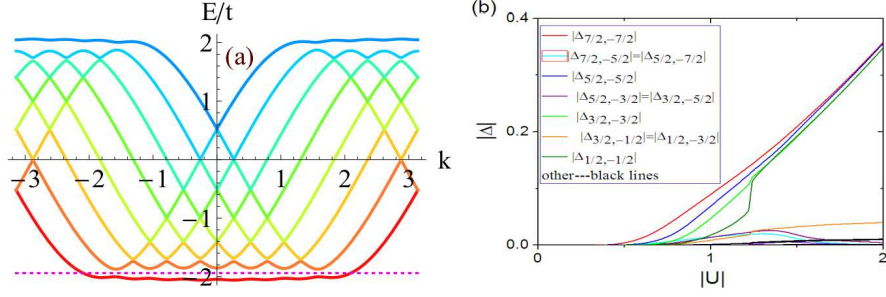 E/t
2
(a)
1
k
-3
-2
-1
1
2
3
-1
-2
(b)
0.4
|Δ7/2,−7/2|
|Δ7/2,−5/2|=|Δ5/2,−7/2|
|Δ5/2,−5/2|
|Δ5/2,−3/2|=|Δ3/2,−5/2|
|Δ3/2,−3/2|
|Δ3/2,−1/2|=|Δ1/2,−3/2|
|Δ1/2,−1/2|
other---black lines
|Δ|
0.2
0.0
0
1
2
|U|